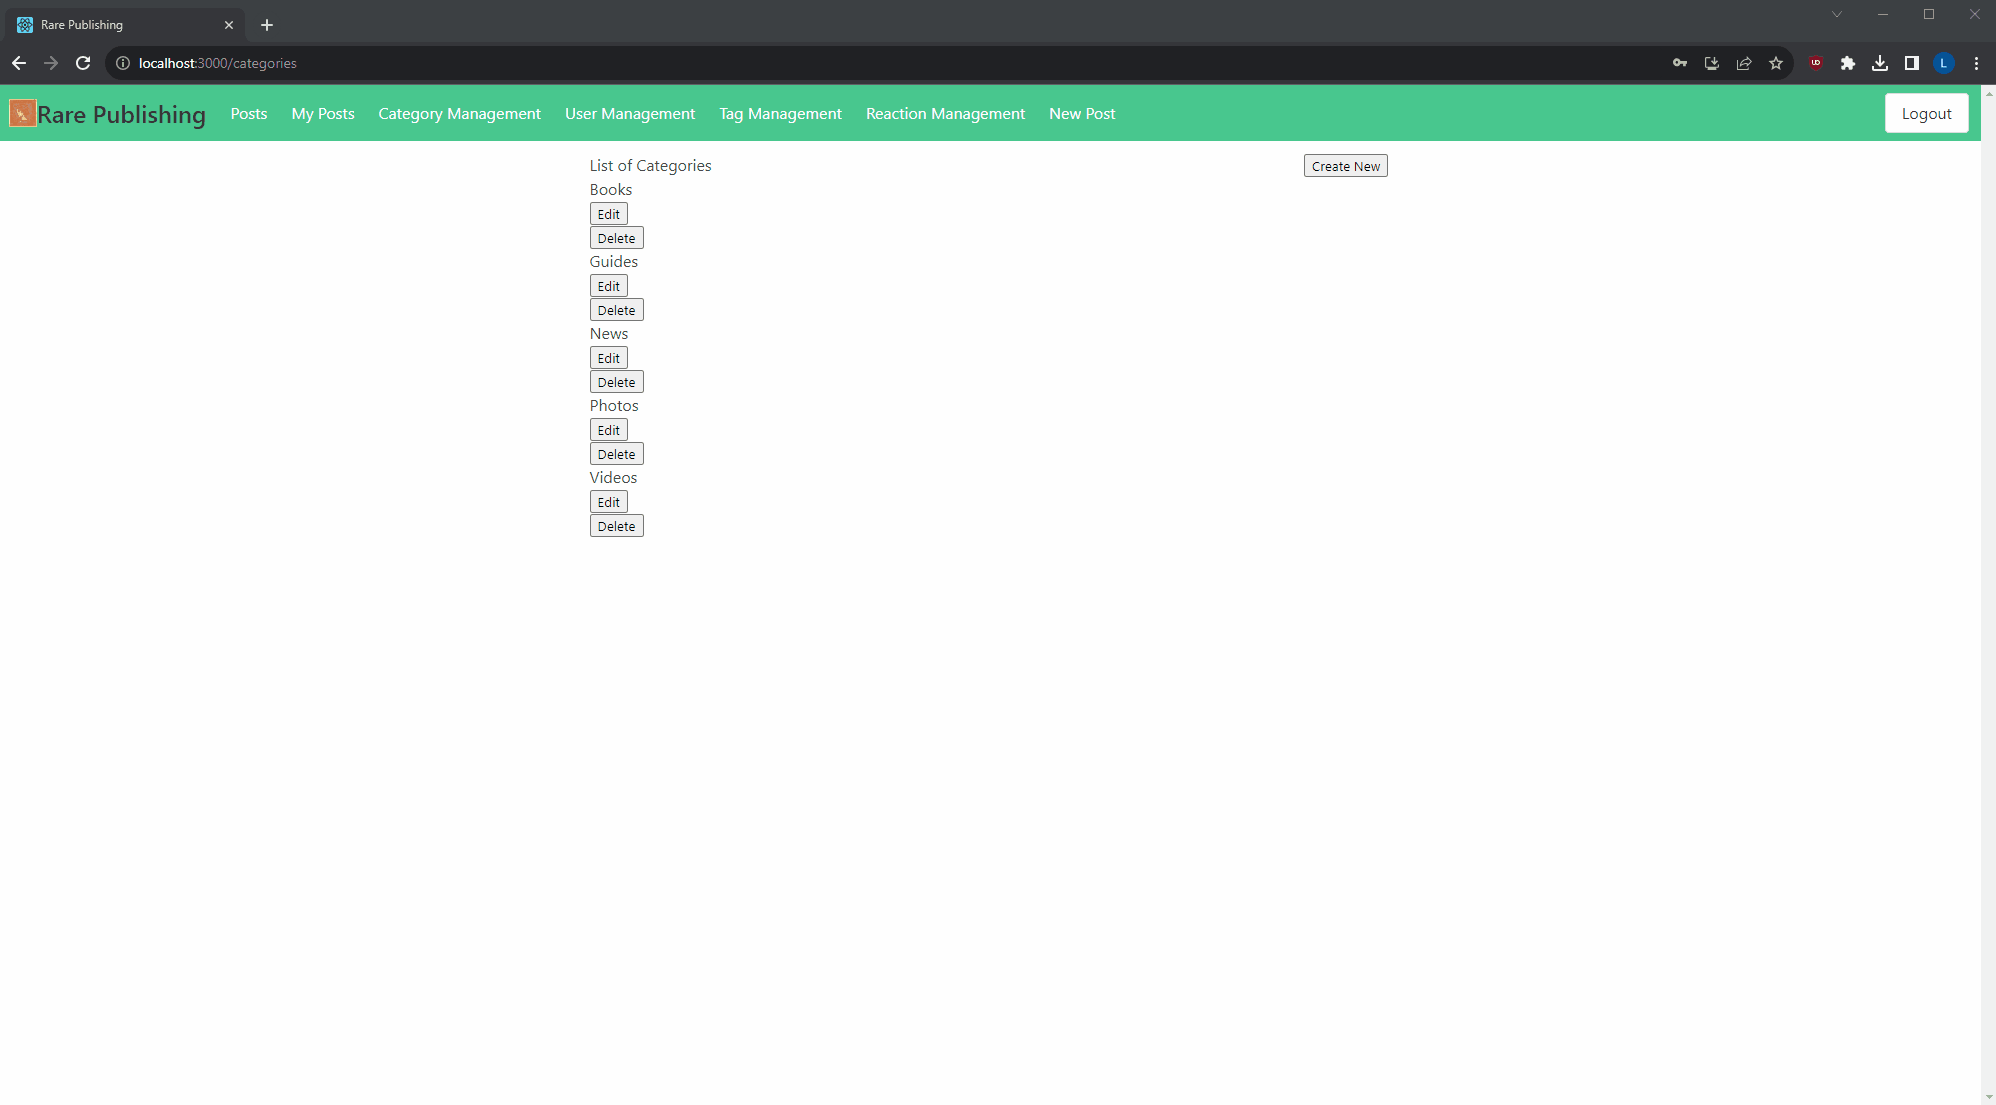 Rare Publishing
localhost:3000/categories
L
Rare Publishing Posts My Posts Category Management User Management Tag Management Reaction Management New Post Logout
List of Categories Create New
Books
Edit
Delete
Guides
Edit
Delete
News
Edit
Delete
Photos
Edit
Delete
Videos
Edit
Delete